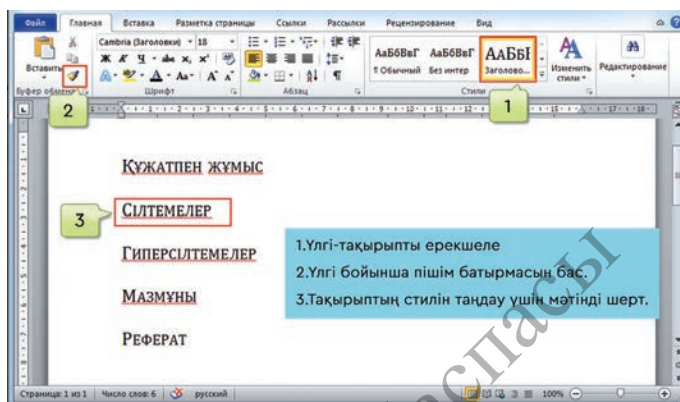 Файл Главная Вставка Разметка страницы Ссылки Рассылки Рецензирование Вид
Cambria (Заголовки) 18
Ж К Ч abc x₂ x²
Вставить
АаБбВвГ АаБбВвГ АаБбІ
¶ Обычный Без интер Заголово...
Изменить стили
Редактирование
Буфер обмена Шрифт Абзац Стили
2
1
Құжатпен жұмыс
3
Сілтемелер
Гиперсілтемелер
Мазмұны
Реферат
1.Үлгі-тақырыпты ерекшеле
2.Үлгі бойынша пішім батырмасын бас.
3.Тақырыптың стилін таңдау үшін мәтінді шерт.
Страница: 1 из 1 Число слов: 6 русский 100%